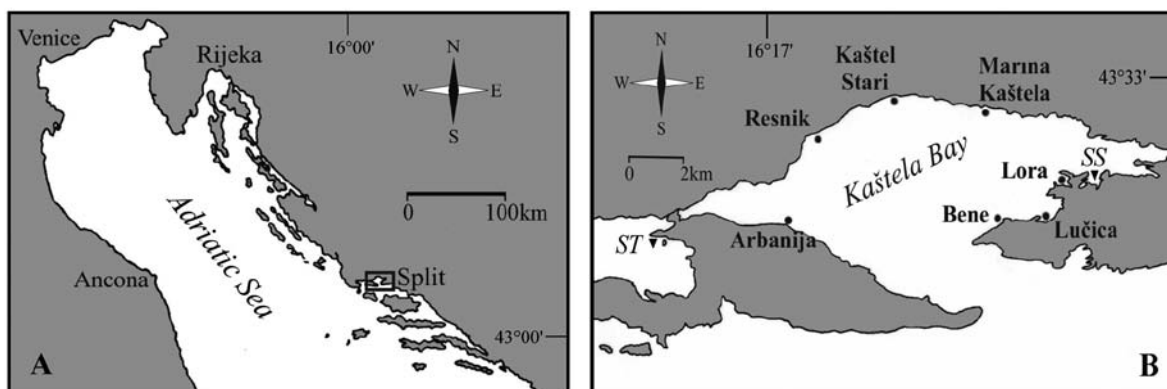 Venice
Rijeka
16°00'
N
W E
S
Adriatic Sea
0 100km
Ancona
Split
43°00'
A
16°17'
N
W E
S
Kaštel
Stari
Marina
Kaštela
43°33'
Resnik
0 2km
Kaštela Bay
Lora
SS
Bene
Lučica
Arbanija
ST
B